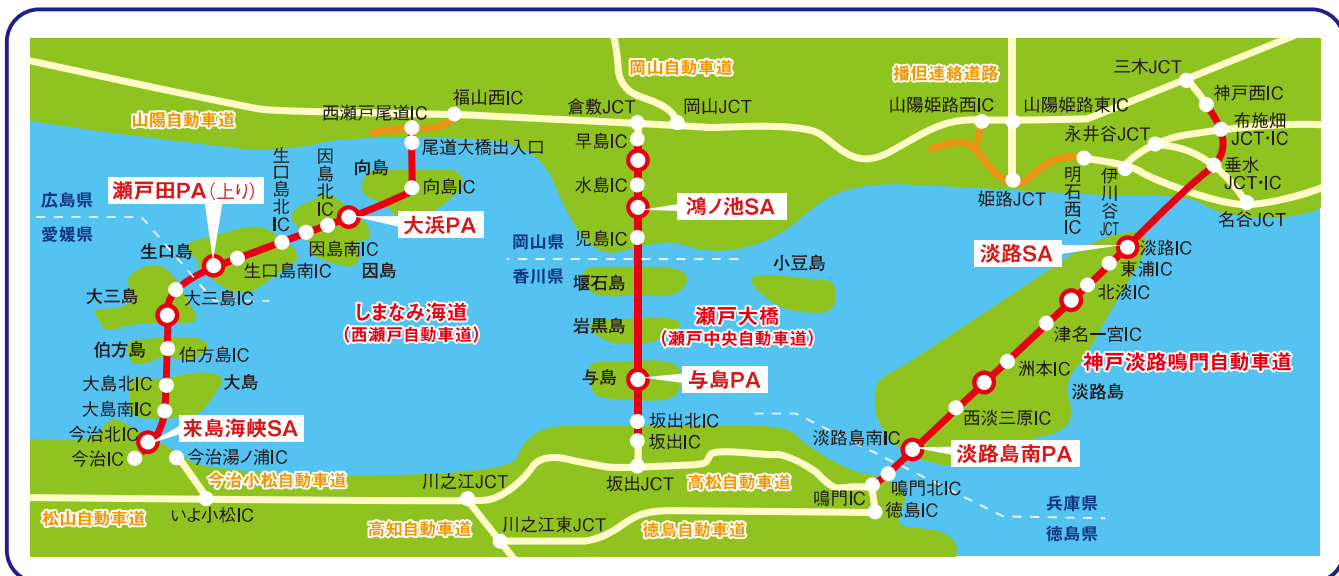 山陽自動車道
西瀬戸尾道IC
福山西IC
岡山自動車道
倉敷JCT
岡山JCT
播但連絡道路
山陽姫路西IC
山陽姫路東IC
三木JCT
神戸西IC
布施畑
JCT・IC
永井谷JCT
垂水
JCT・IC
伊川谷JCT
明石西IC
名谷JCT
姫路JCT
尾道大橋出入口
向島
向島IC
因島北IC
生口島北IC
瀬戸田PA(上り)
大浜PA
広島県
愛媛県
生口島
生口島南IC
因島南IC
因島
大三島
大三島IC
しまなみ海道
(西瀬戸自動車道)
伯方島
伯方島IC
大島北IC
大島
大島南IC
今治北IC
来島海峡SA
今治IC
今治湯ノ浦IC
今治小松自動車道
松山自動車道
いよ小松IC
早島IC
水島IC
鴻ノ池SA
児島IC
岡山県
香川県
堰石島
小豆島
岩黒島
瀬戸大橋
(瀬戸中央自動車道)
与島
与島PA
坂出北IC
坂出IC
坂出JCT
川之江JCT
高知自動車道
川之江東JCT
高松自動車道
徳島自動車道
淡路SA
淡路IC
東浦IC
北淡IC
津名一宮IC
神戸淡路鳴門自動車道
洲本IC
淡路島
西淡三原IC
淡路島南IC
淡路島南PA
鳴門北IC
鳴門IC
徳島IC
兵庫県
徳島県